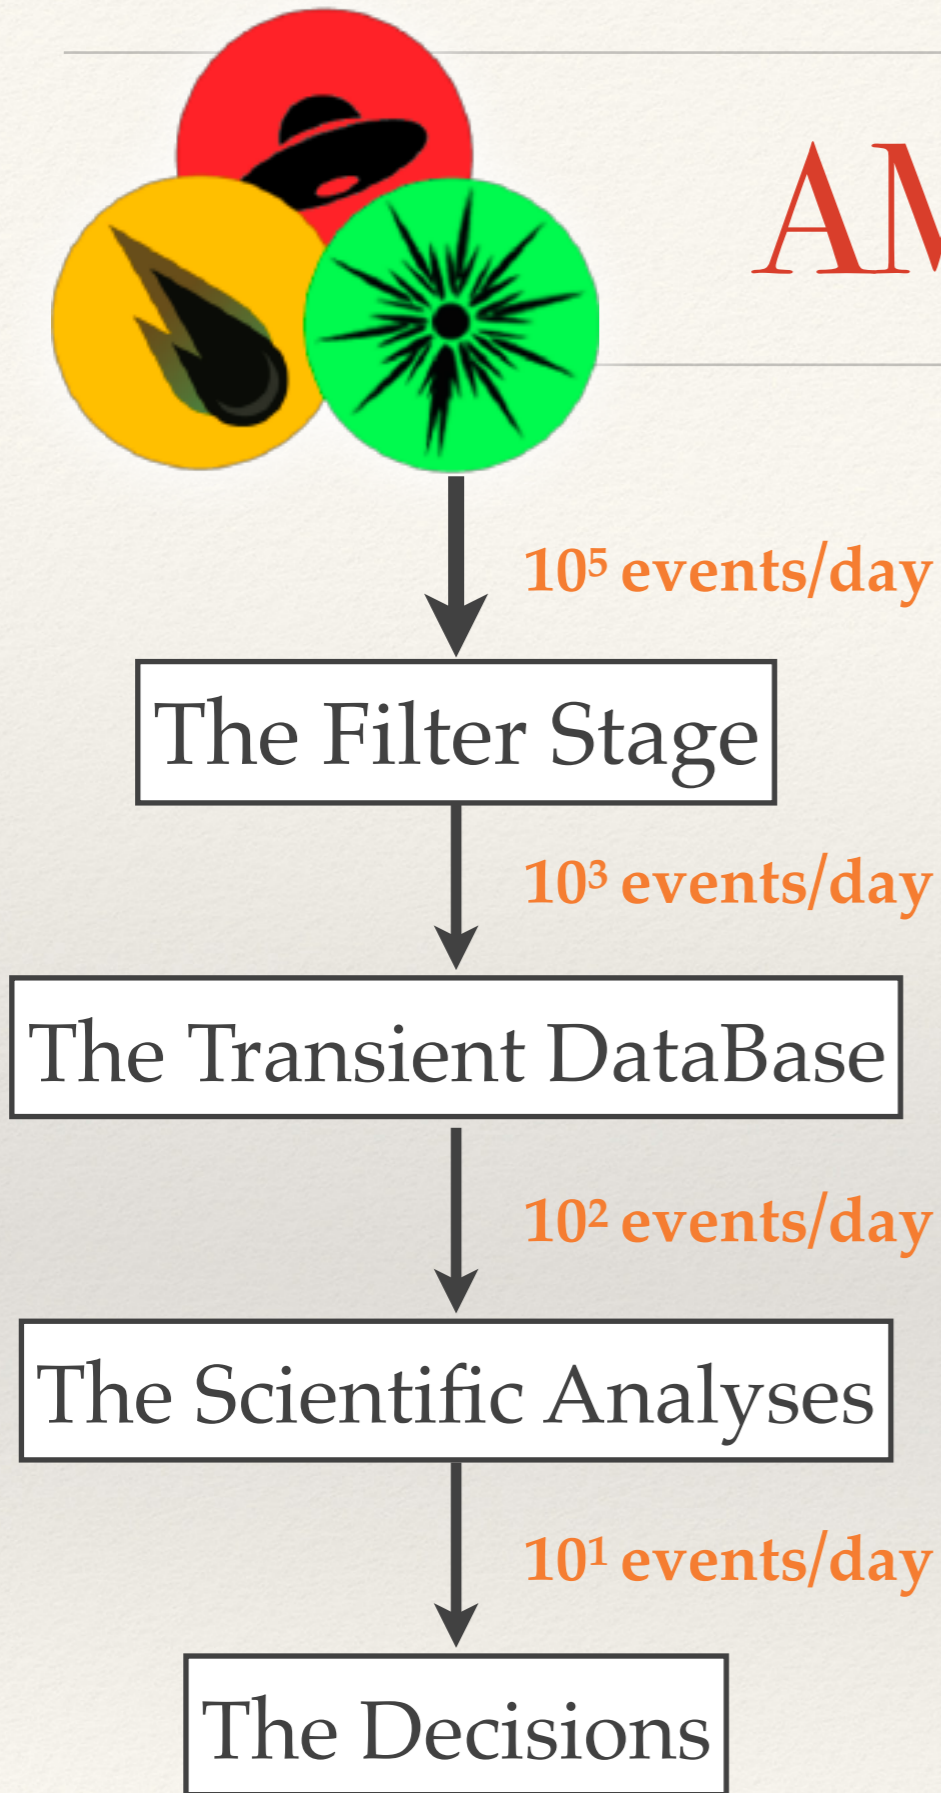 AM
10⁵ events/day
The Filter Stage
10³ events/day
The Transient DataBase
10² events/day
The Scientific Analyses
10¹ events/day
The Decisions